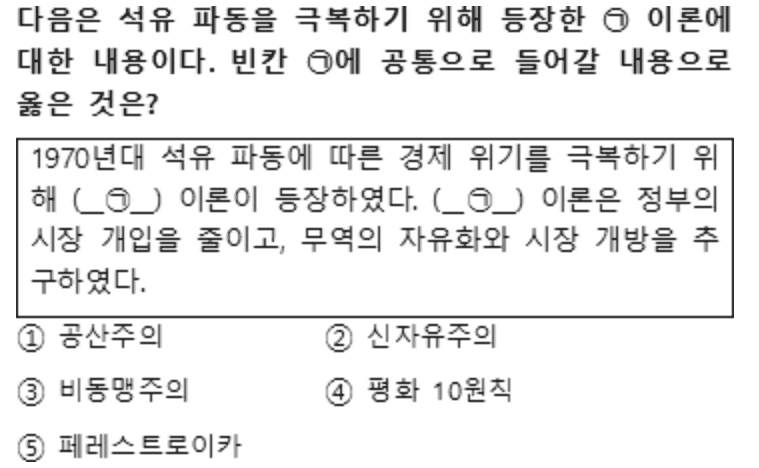 다음은 석유 파동을 극복하기 위해 등장한 ㉠ 이론에
대한 내용이다. 빈칸 ㉠에 공통으로 들어갈 내용으로
옳은 것은?
1970년대 석유 파동에 따른 경제 위기를 극복하기 위
해 (_㉠_) 이론이 등장하였다. (_㉠_) 이론은 정부의
시장 개입을 줄이고, 무역의 자유화와 시장 개방을 추
구하였다.
① 공산주의 ② 신자유주의
③ 비동맹주의 ④ 평화 10원칙
⑤ 페레스트로이카